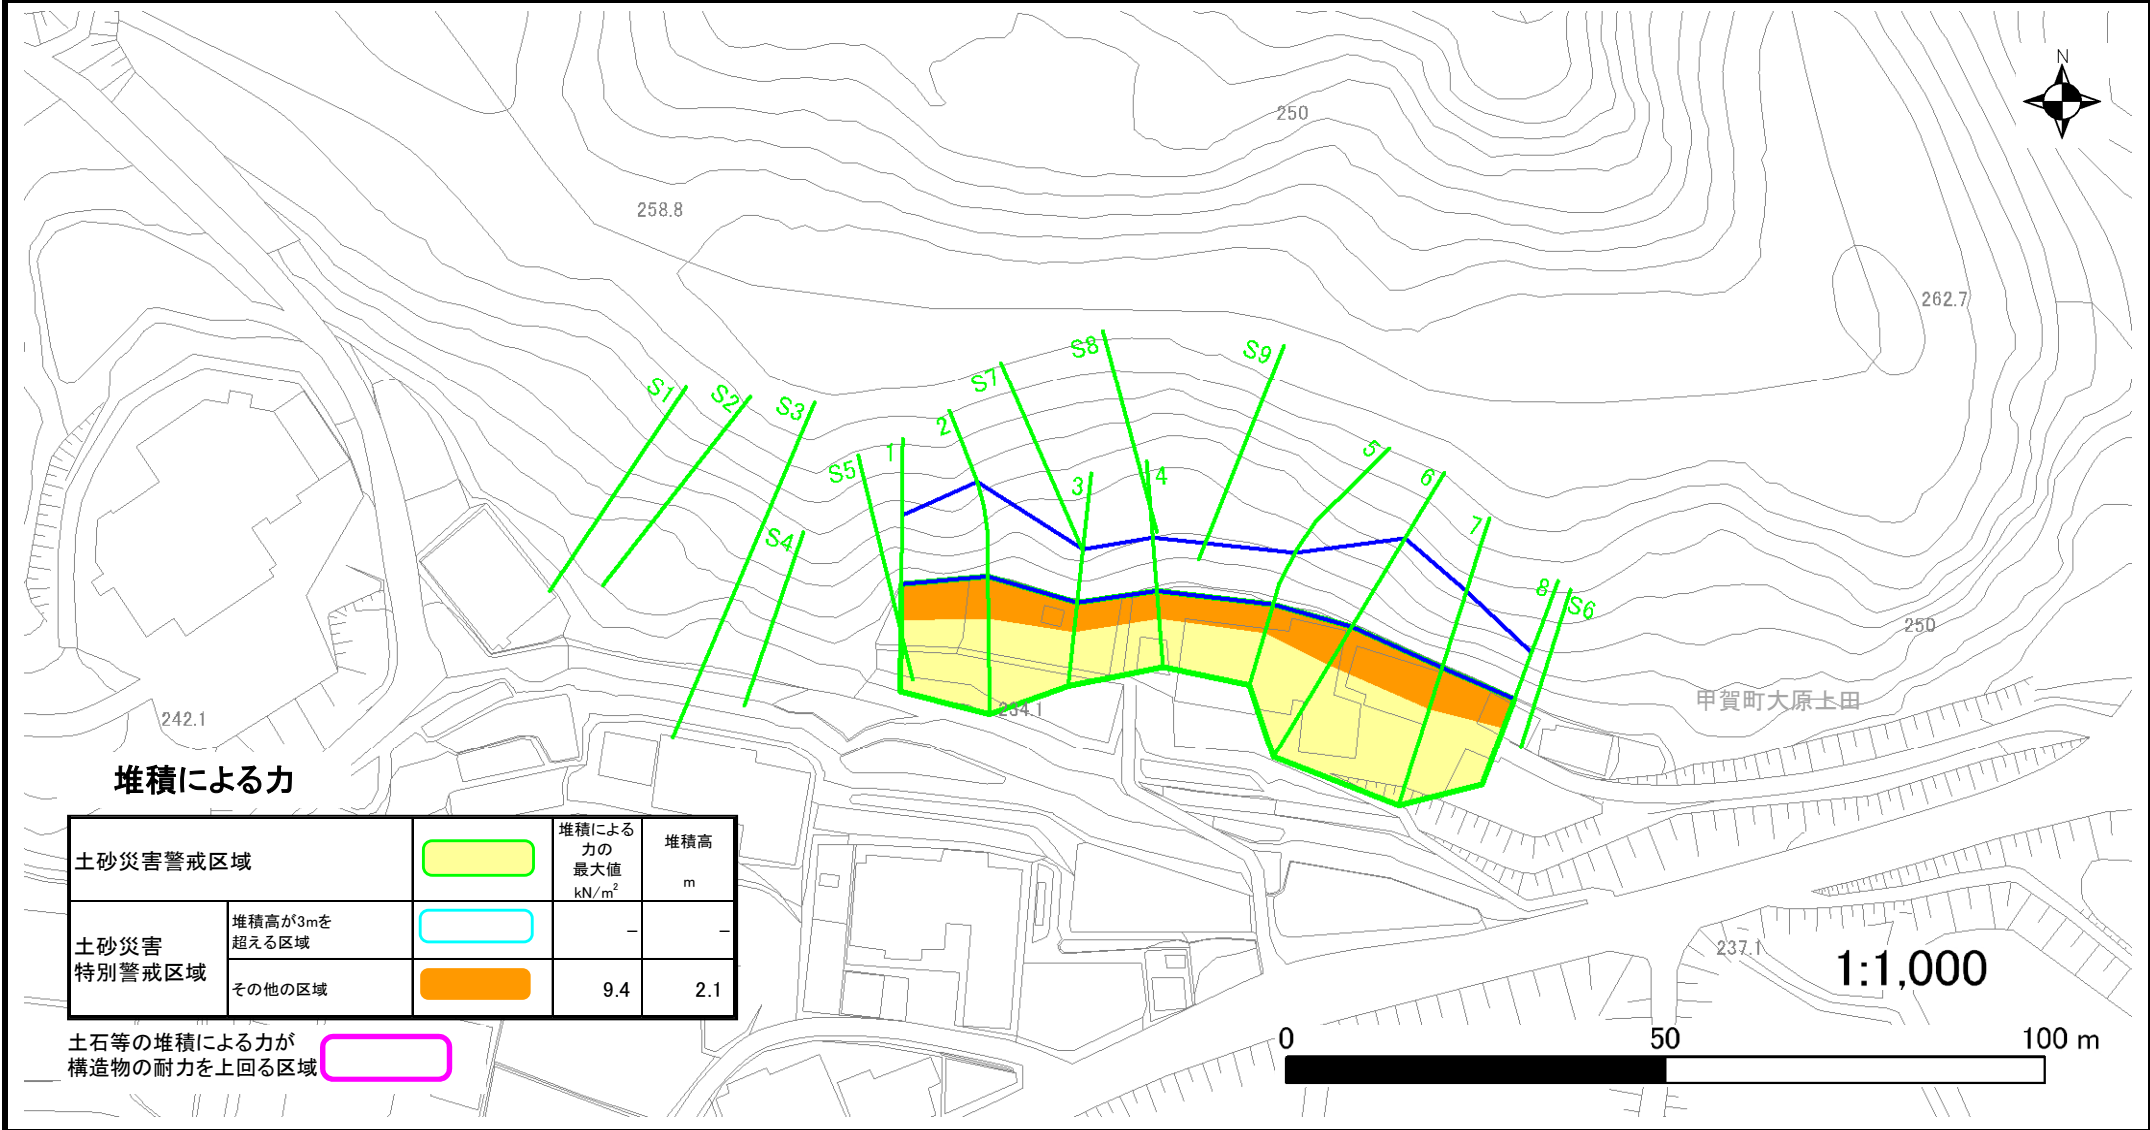 N
250
258.8
262.7
S1
S2
S3
S4
S5
1
2
S7
S8
3
4
S9
5
6
7
8
S6
250
甲賀町大原上田
234.1
242.1
237.1
堆積による力
土砂災害警戒区域
堆積による
力の
最大値
kN/m²
堆積高
m
土砂災害
特別警戒区域
堆積高が3mを
超える区域
－
－
その他の区域
9.4
2.1
土石等の堆積による力が
構造物の耐力を上回る区域
1:1,000
0
50
100 m